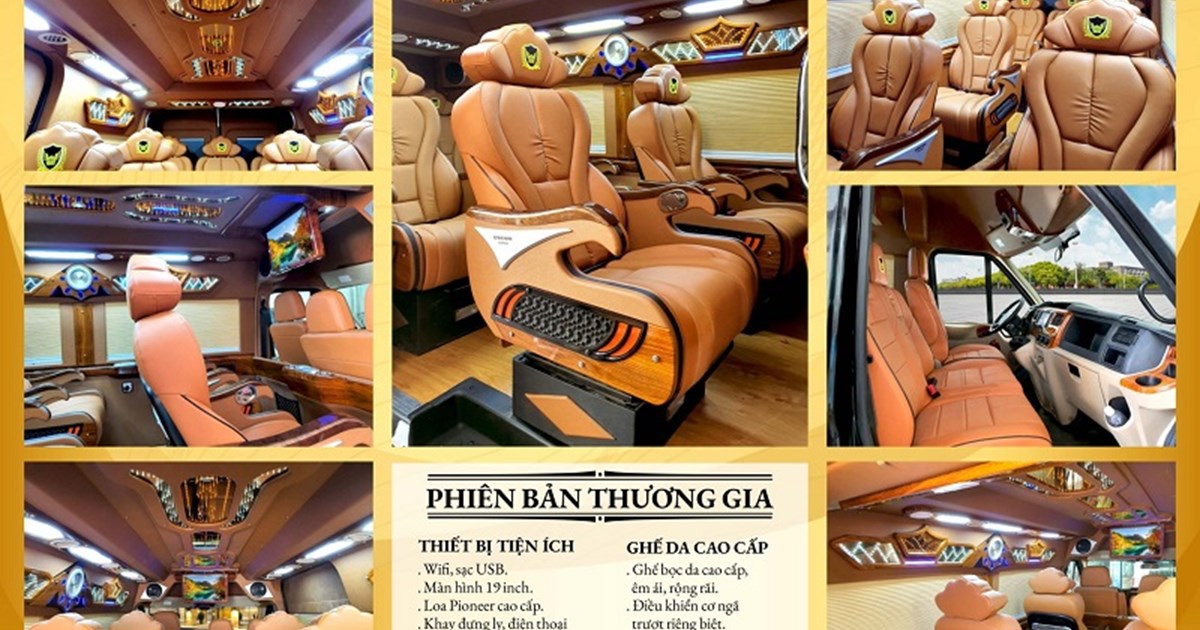 PHIÊN BẢN THƯƠNG GIA
THIẾT BỊ TIỆN ÍCH
. Wifi, sạc USB.
. Màn hình 19 inch.
. Loa Pioneer cao cấp.
. Khay đựng ly, điện thoại
GHẾ DA CAO CẤP
. Ghế bọc da cao cấp,
êm ái, rộng rãi.
. Điều khiển cơ ngã
trượt riêng biệt.